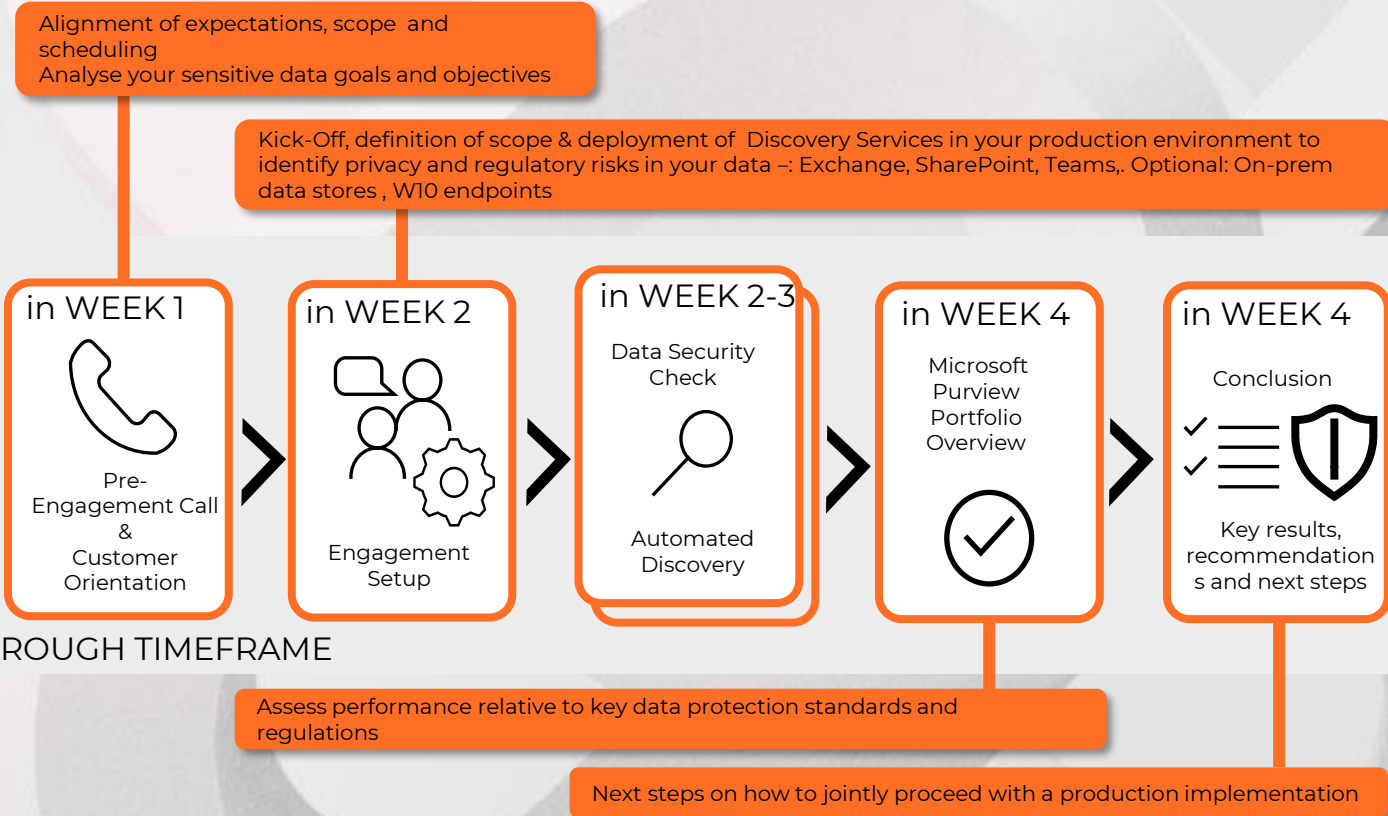 Alignment of expectations, scope and
scheduling
Analyse your sensitive data goals and objectives
Kick-Off, definition of scope & deployment of Discovery Services in your production environment to
identify privacy and regulatory risks in your data –: Exchange, SharePoint, Teams,. Optional: On-prem
data stores , W10 endpoints
in WEEK 1
Pre-
Engagement Call
&
Customer
Orientation
in WEEK 2
Engagement
Setup
in WEEK 2-3
Data Security
Check
Automated
Discovery
in WEEK 4
Microsoft
Purview
Portfolio
Overview
in WEEK 4
Conclusion
Key results,
recommendation
s and next steps
ROUGH TIMEFRAME
Assess performance relative to key data protection standards and
regulations
Next steps on how to jointly proceed with a production implementation